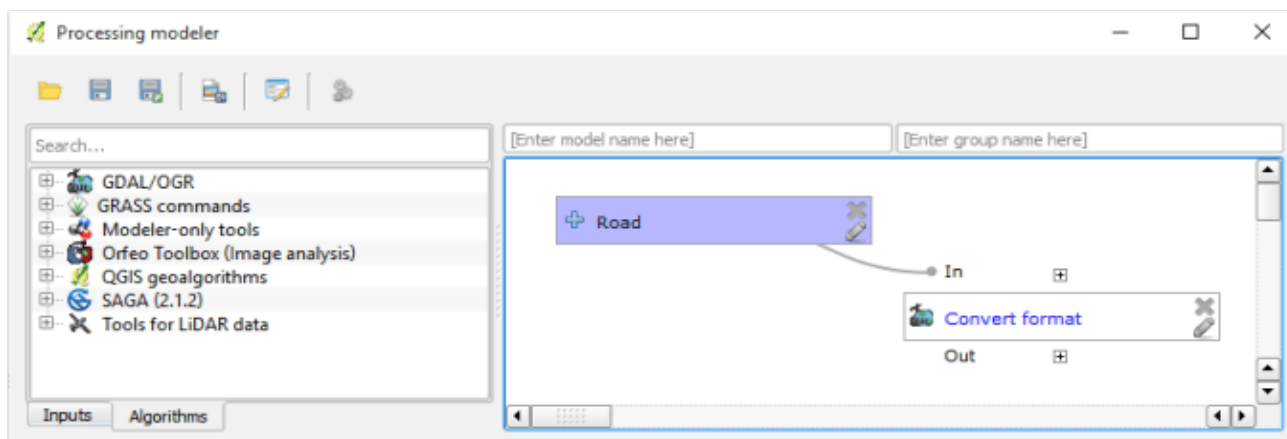 Processing modeler
Search...
[Enter model name here]
[Enter group name here]
GDAL/OGR
GRASS commands
Modeler-only tools
Orfeo Toolbox (Image analysis)
QGIS geoalgorithms
SAGA (2.1.2)
Tools for LiDAR data
Inputs
Algorithms
Road
In
Convert format
Out